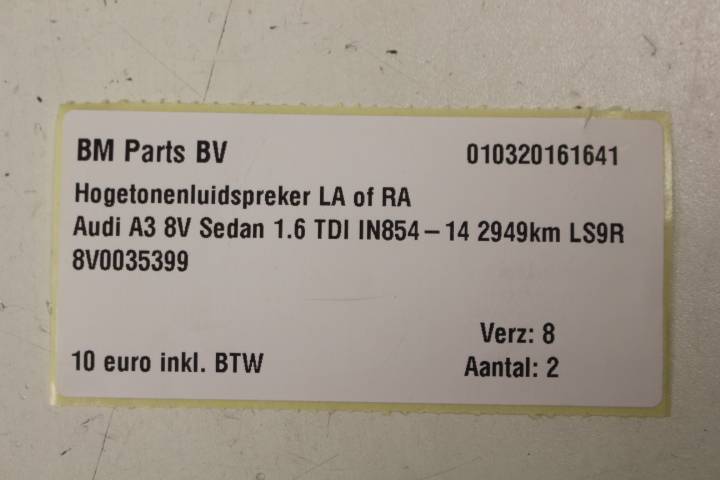 BM Parts BV 010320161641
Hogetonenluidspreker LA of RA
Audi A3 8V Sedan 1.6 TDI IN854-14 2949km LS9R
8V0035399
Verz: 8
10 euro inkl. BTW Aantal: 2